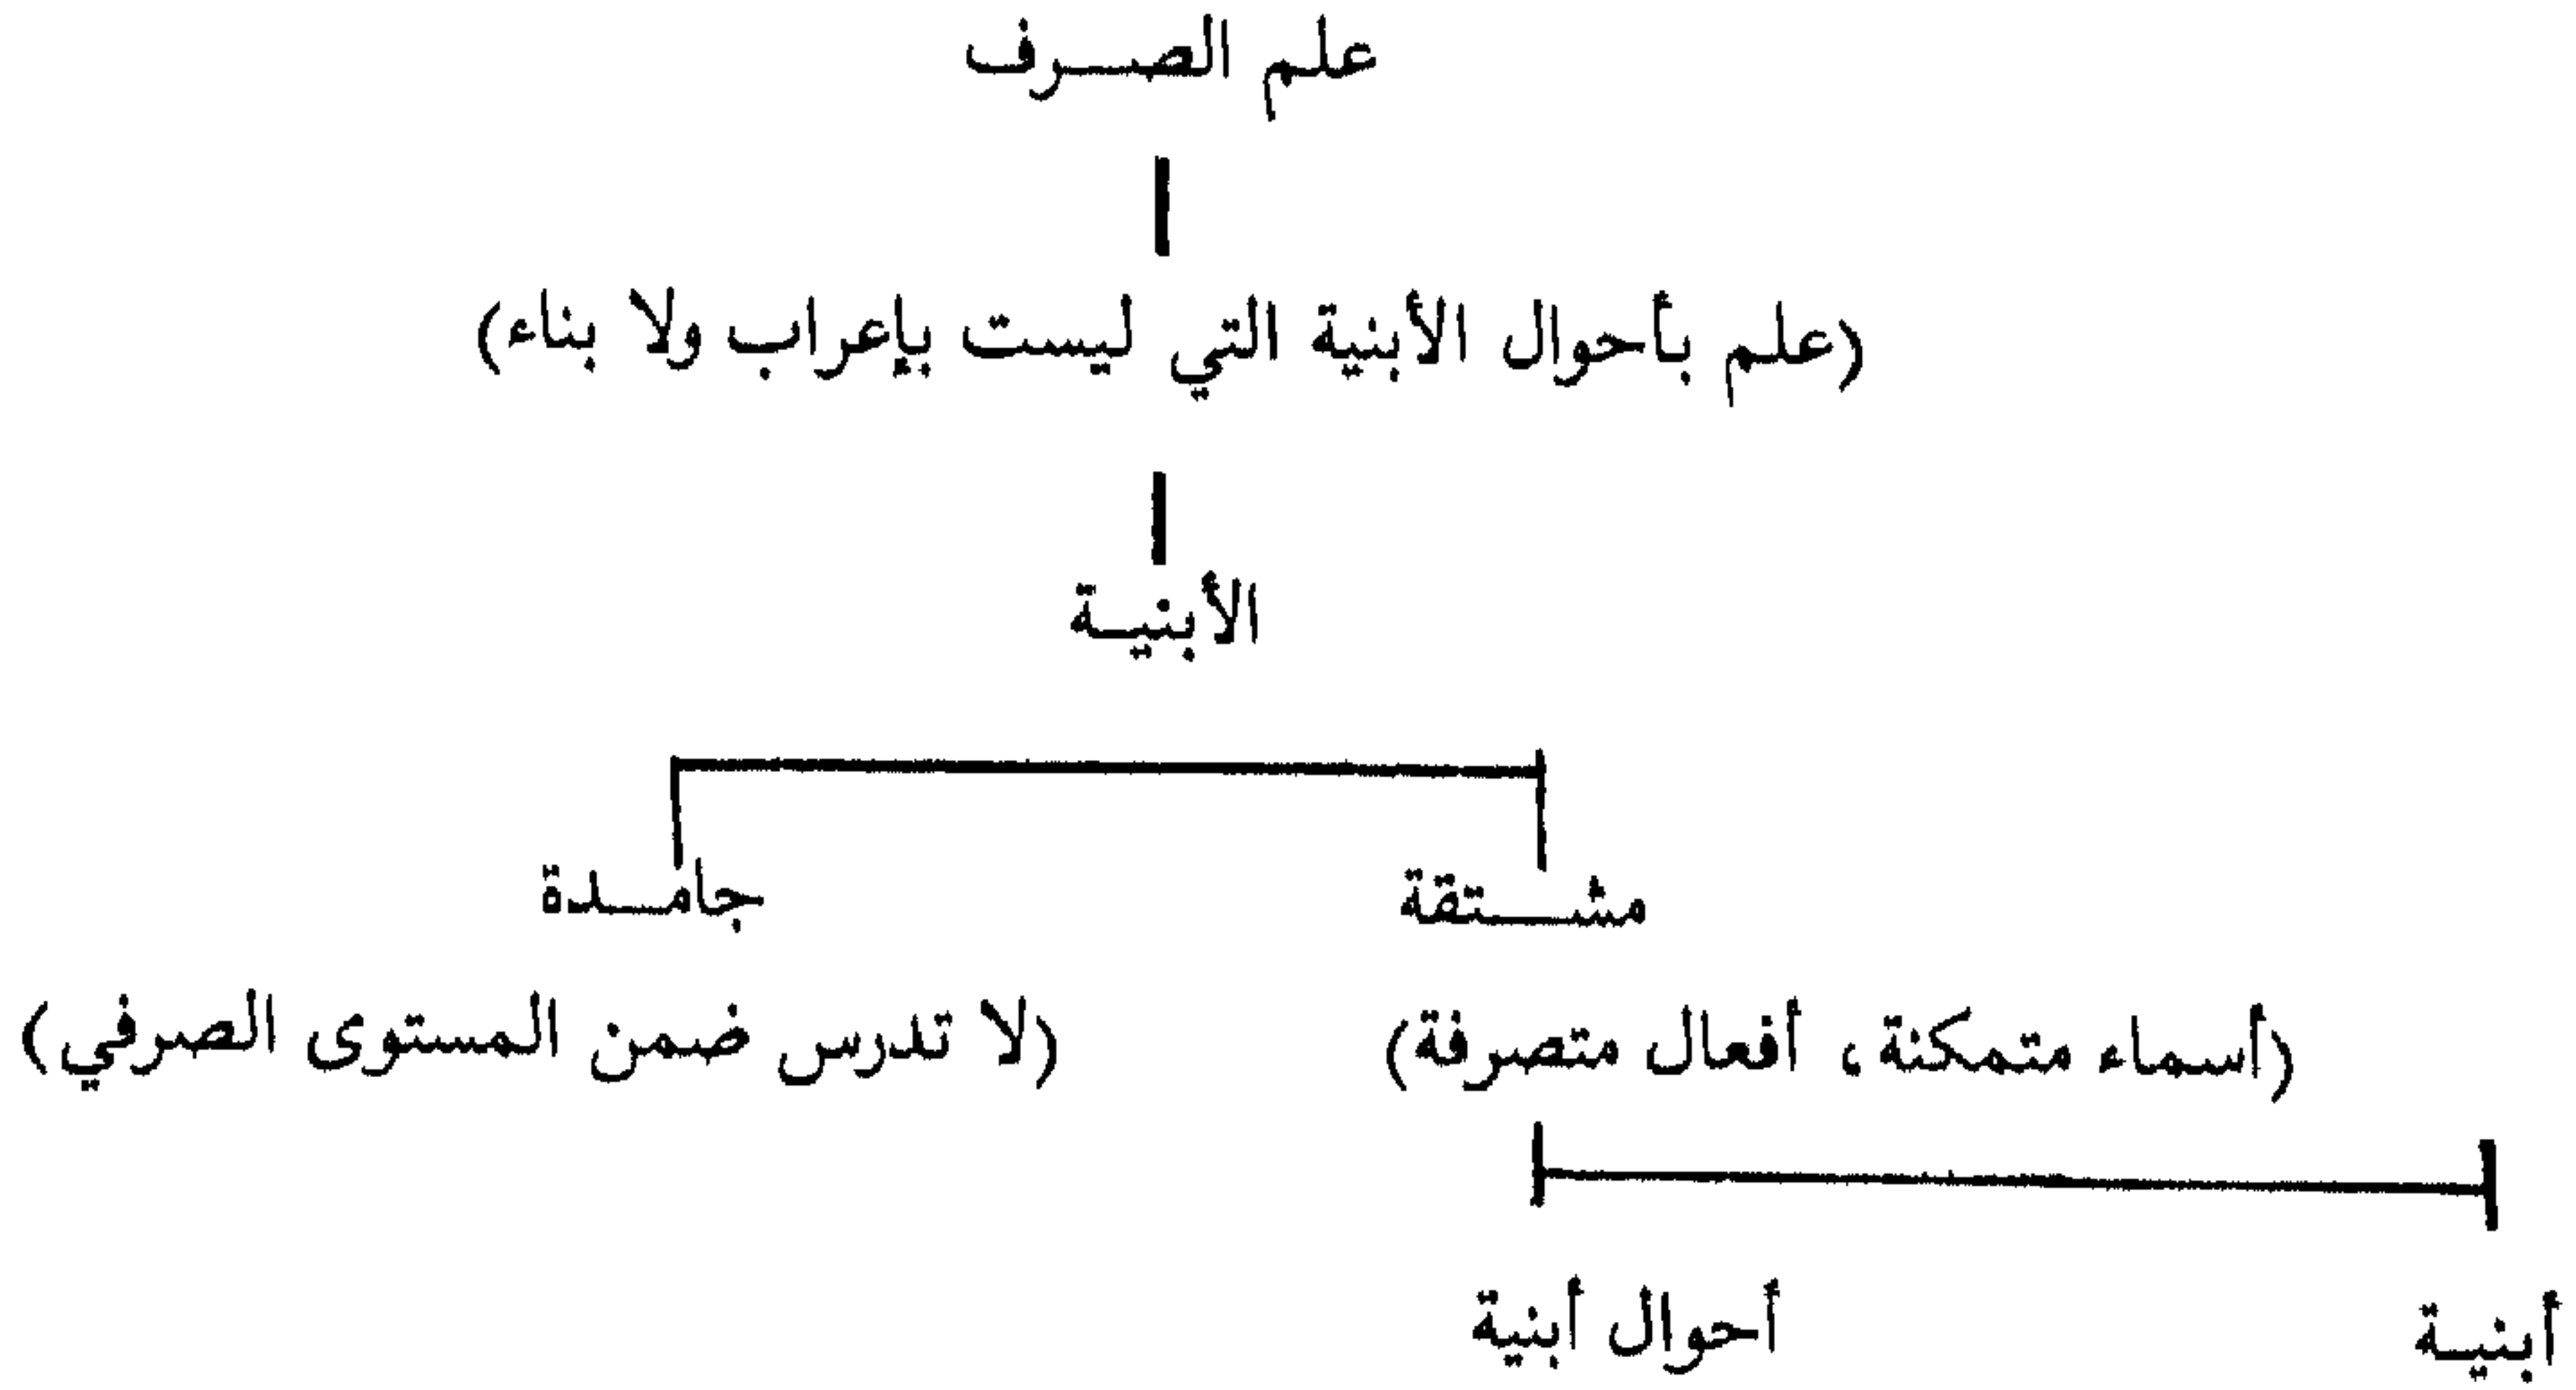 علم الصرف
(علم بأحوال الأبنية التي ليست بإعراب ولا بناء)
الأبنية
مشتقة
جامدة
(أسماء متمكنة، أفعال متصرفة)
(لا تدرس ضمن المستوى الصرفي)
أبنية
أحوال أبنية